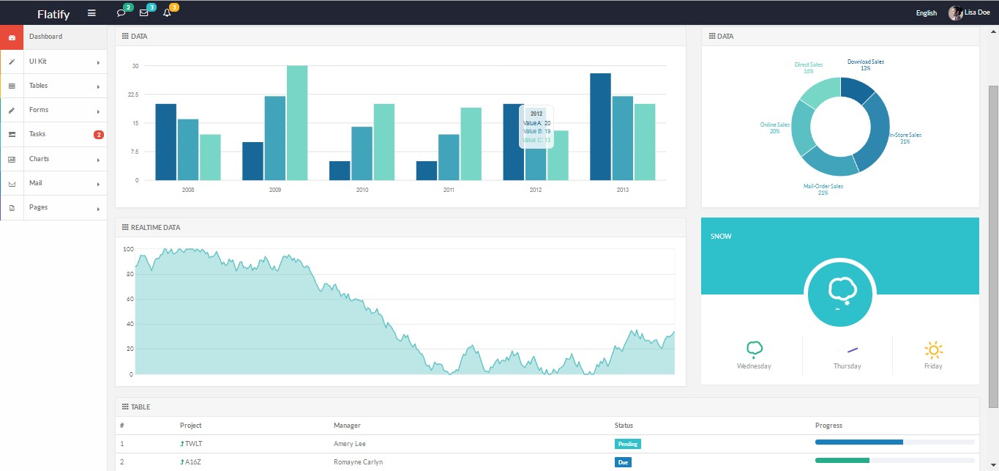 Flatify
2
3
3
English
Lisa Doe
Dashboard
UI Kit
Tables
Forms
Tasks
2
Charts
Mail
Pages
DATA
30
22.5
15
7.5
0
2008
2009
2010
2011
2012
2013
2012
Value A: 20
Value B: 19
Value C: 13
DATA
Direct Sales
16%
Download Sales
13%
Online Sales
20%
In-Store Sales
31%
Mail-Order Sales
21%
REALTIME DATA
100
80
60
40
20
0
SNOW
Wednesday
Thursday
Friday
TABLE
# Project Manager Status Progress
1 TWLT Amery Lee Pending
2 A16Z Romayne Carlyn Due